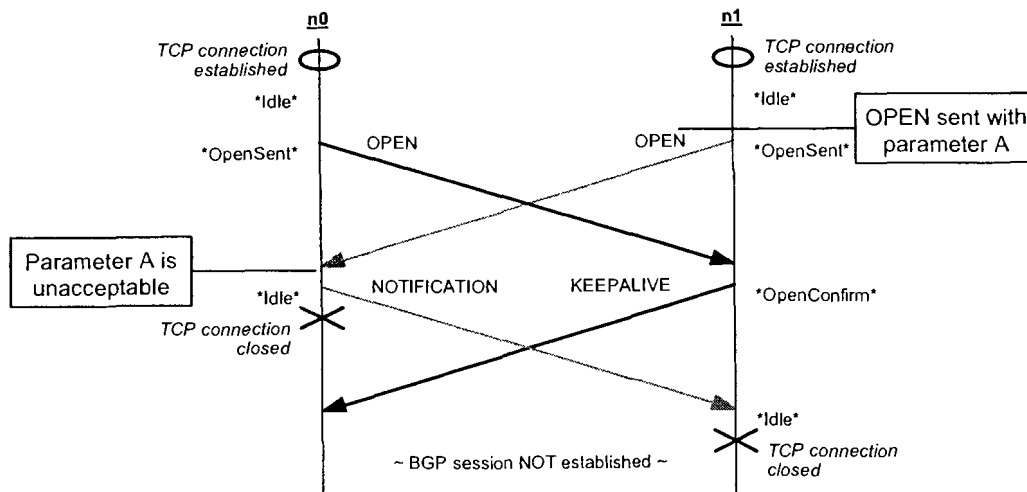 n0
n1
TCP connection
established
TCP connection
established
*Idle*
*Idle*
OPEN sent with
parameter A
OPEN
OPEN
*OpenSent*
*OpenSent*
Parameter A is
unacceptable
NOTIFICATION
KEEPALIVE
*Idle*
*OpenConfirm*
TCP connection
closed
*Idle*
~ BGP session NOT established ~
TCP connection
closed